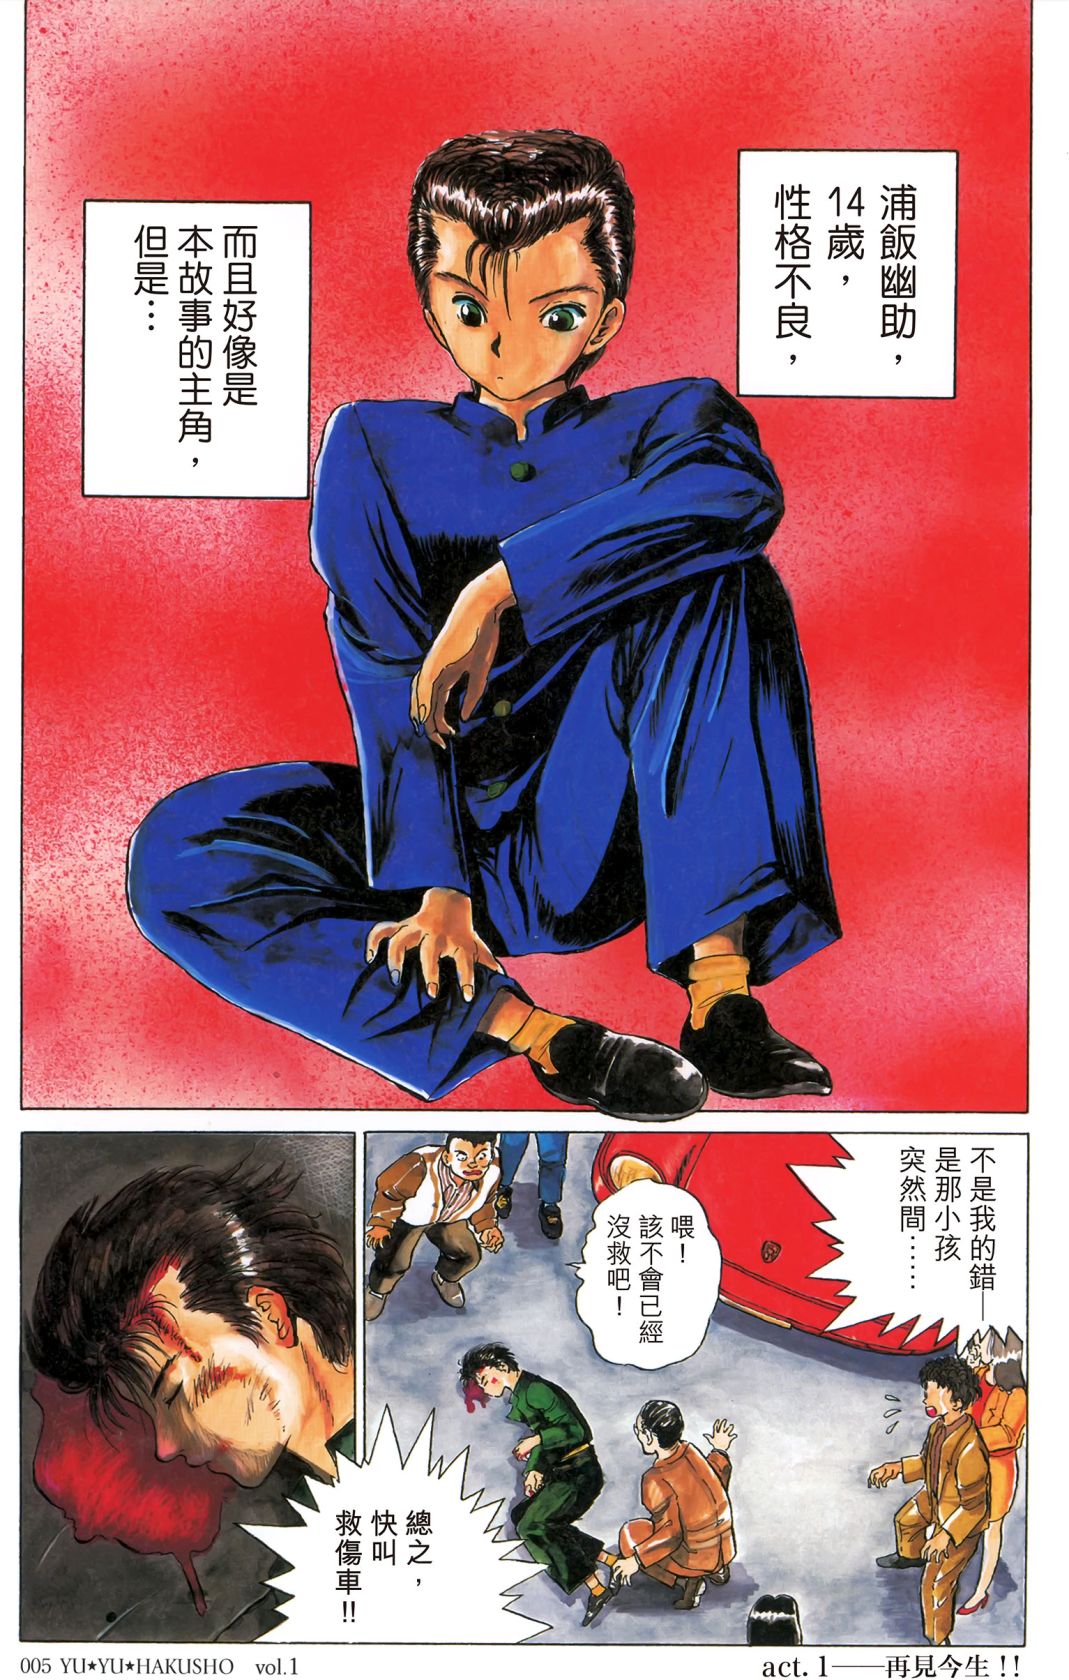 浦飯幽助，
14歲，
性格不良，
而且好像是
本故事的主角，
但是…
不是我的錯─
是那小孩
突然間……
喂！
該不會已經
沒救吧！
總之，
快叫
救傷車!!
005 YU★YU★HAKUSHO vol.1
act. 1──再見今生!!